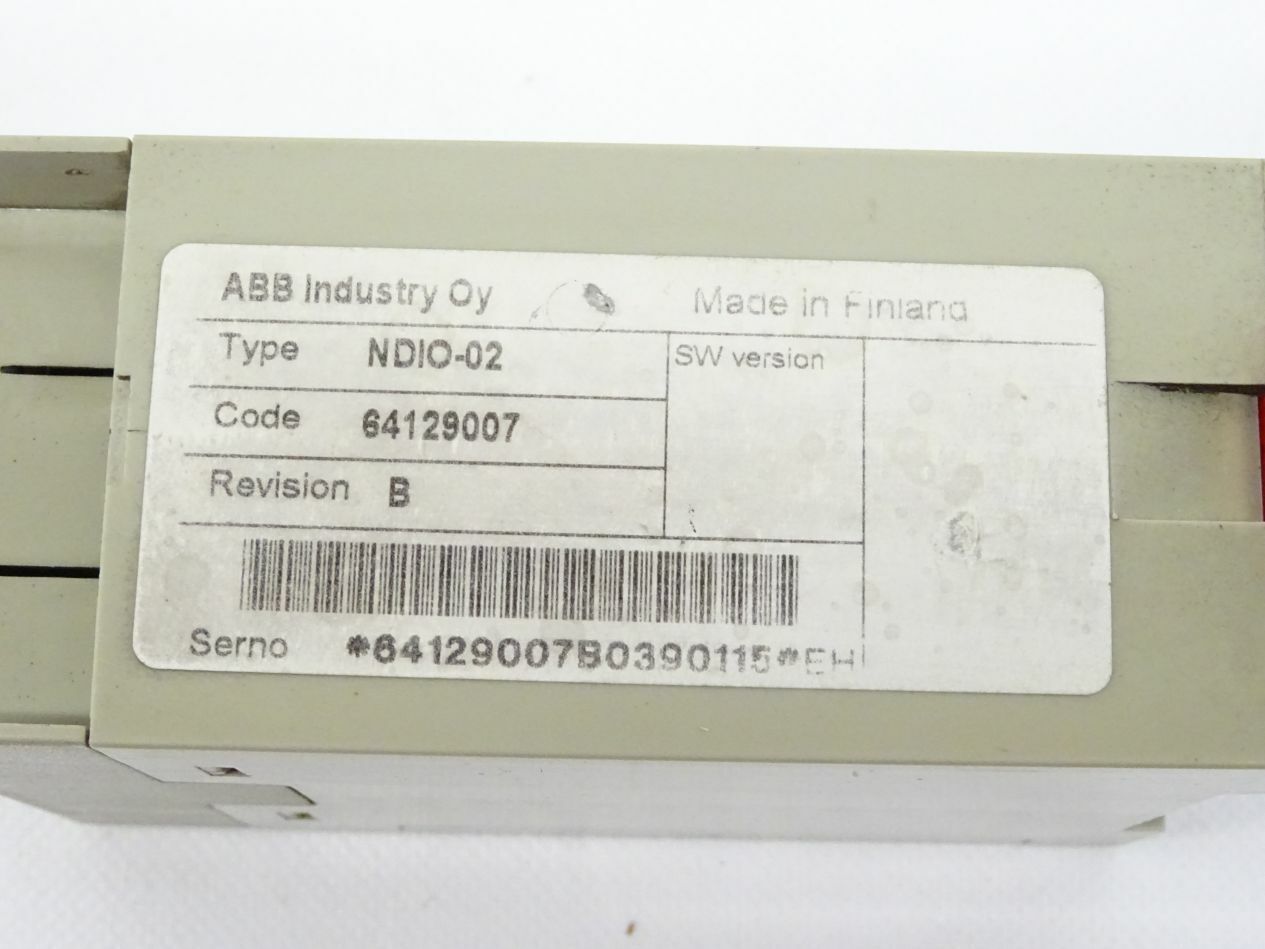 ABB Industry Oy Made in Finland
Type NDIO-02 SW version
Code 64129007
Revision B
Serno *64129007B0390115*EH